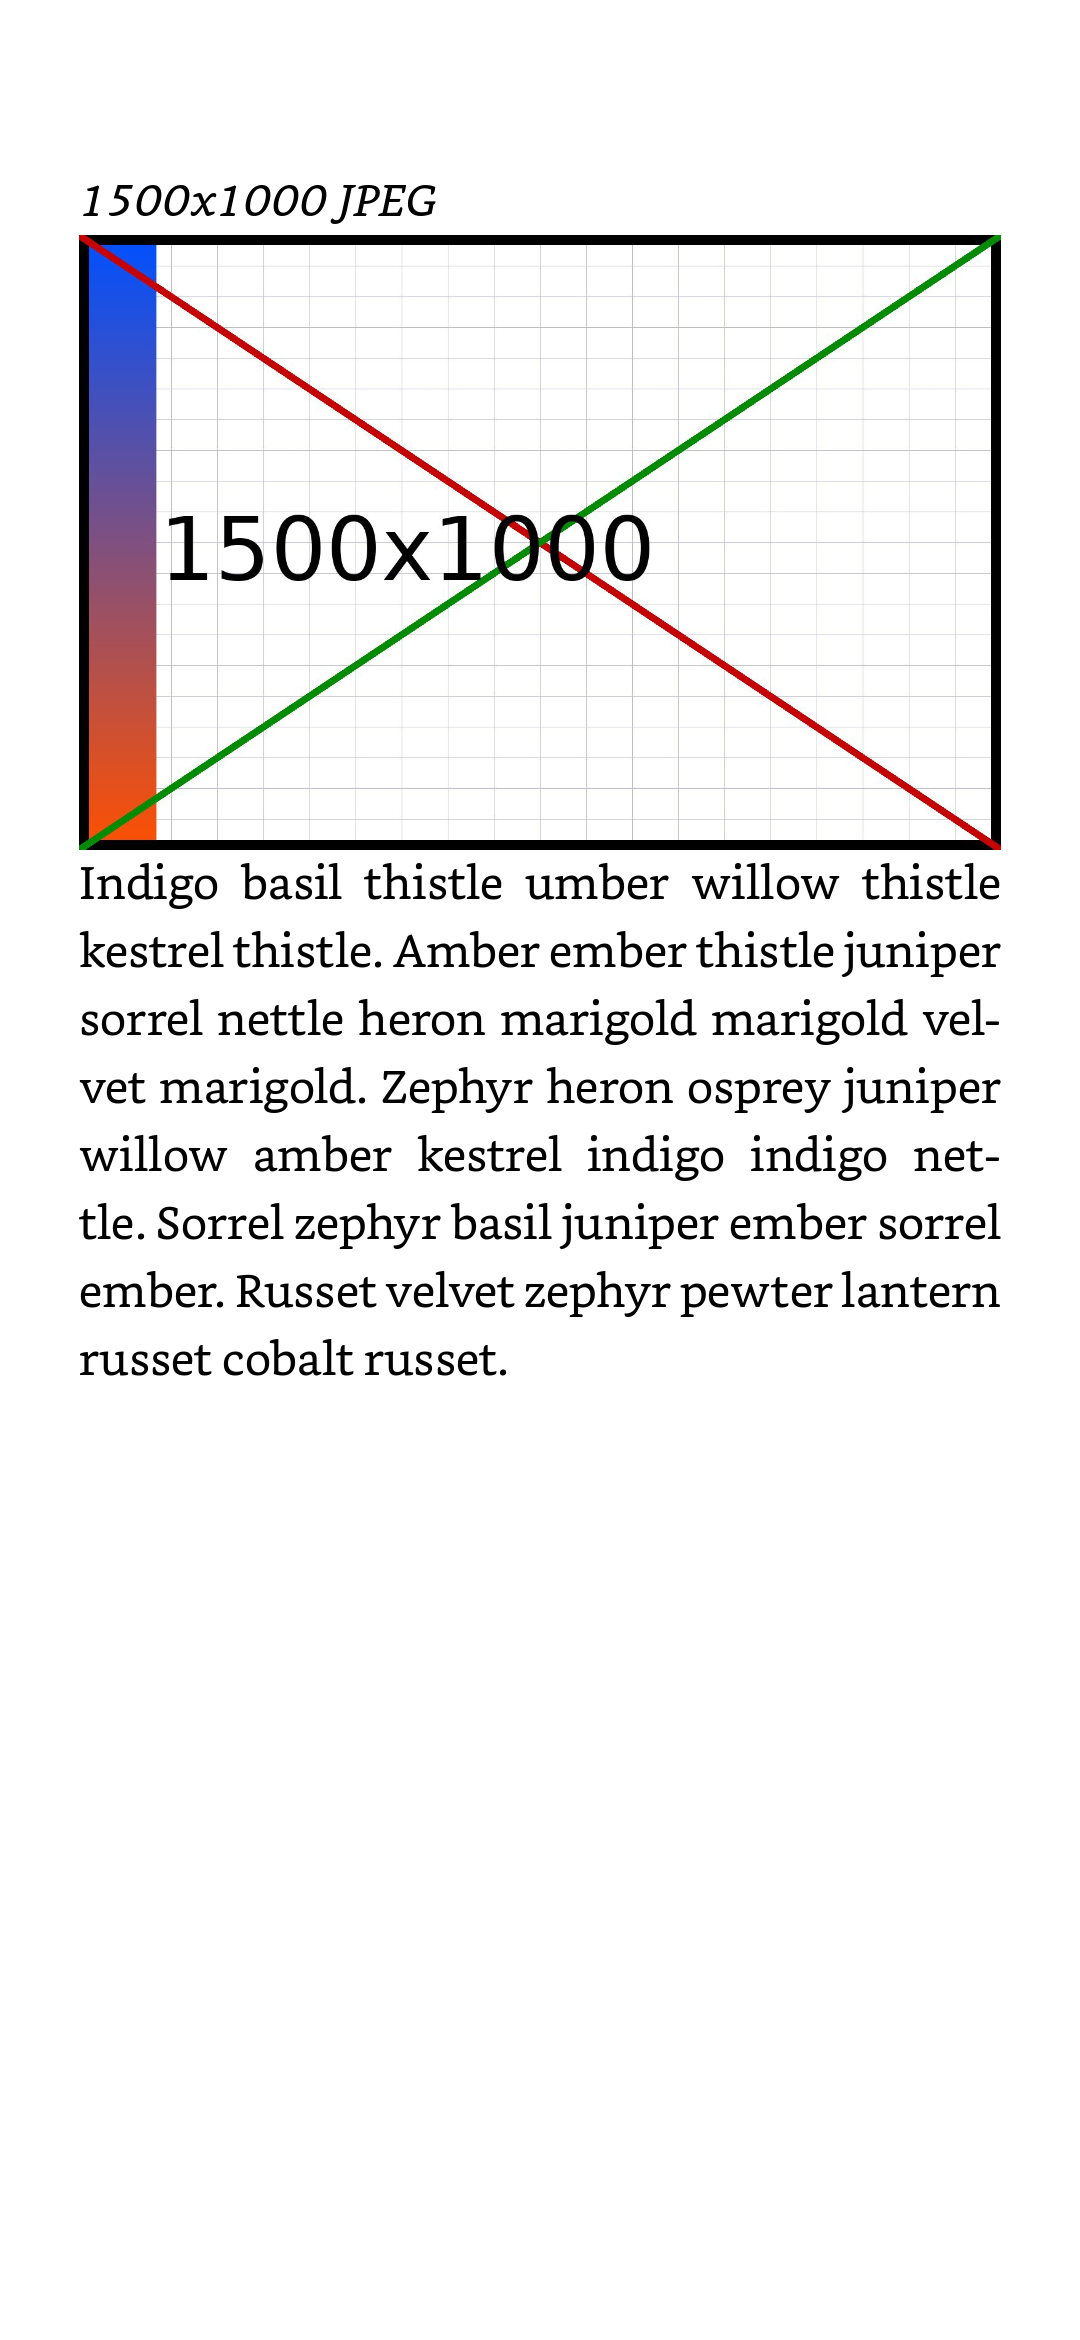 1500x1000 JPEG
1500x1000
Indigo basil thistle umber willow thistle
kestrel thistle. Amber ember thistle juniper
sorrel nettle heron marigold marigold vel-
vet marigold. Zephyr heron osprey juniper
willow amber kestrel indigo indigo net-
tle. Sorrel zephyr basil juniper ember sorrel
ember. Russet velvet zephyr pewter lantern
russet cobalt russet.